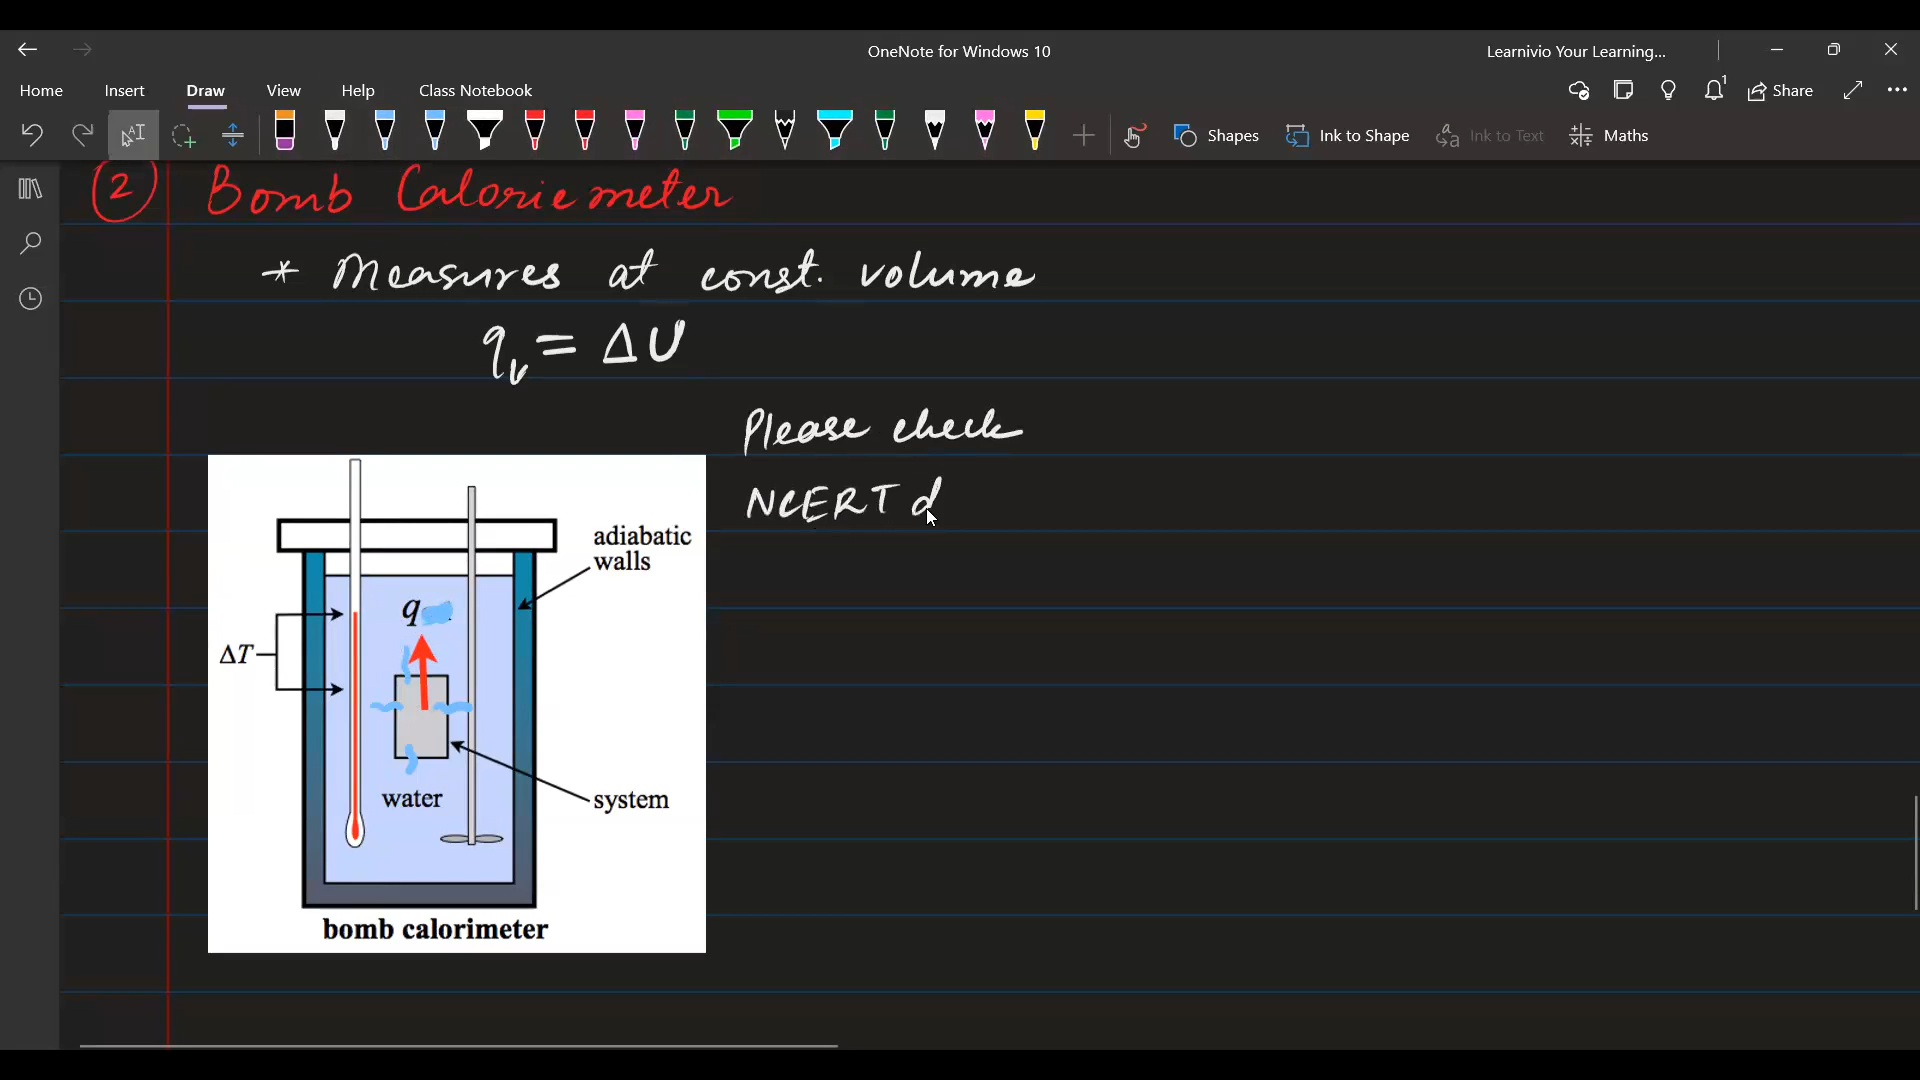 OneNote for Windows 10
Learnivio Your Learning...
Home Insert Draw View Help Class Notebook
1 Share
Shapes Ink to Shape Ink to Text Maths
2 Bomb Caloriemeter
* Measures at const. volume
qv = ΔU
Please check
NCERT d
adiabatic
walls
q
ΔT
water
system
bomb calorimeter